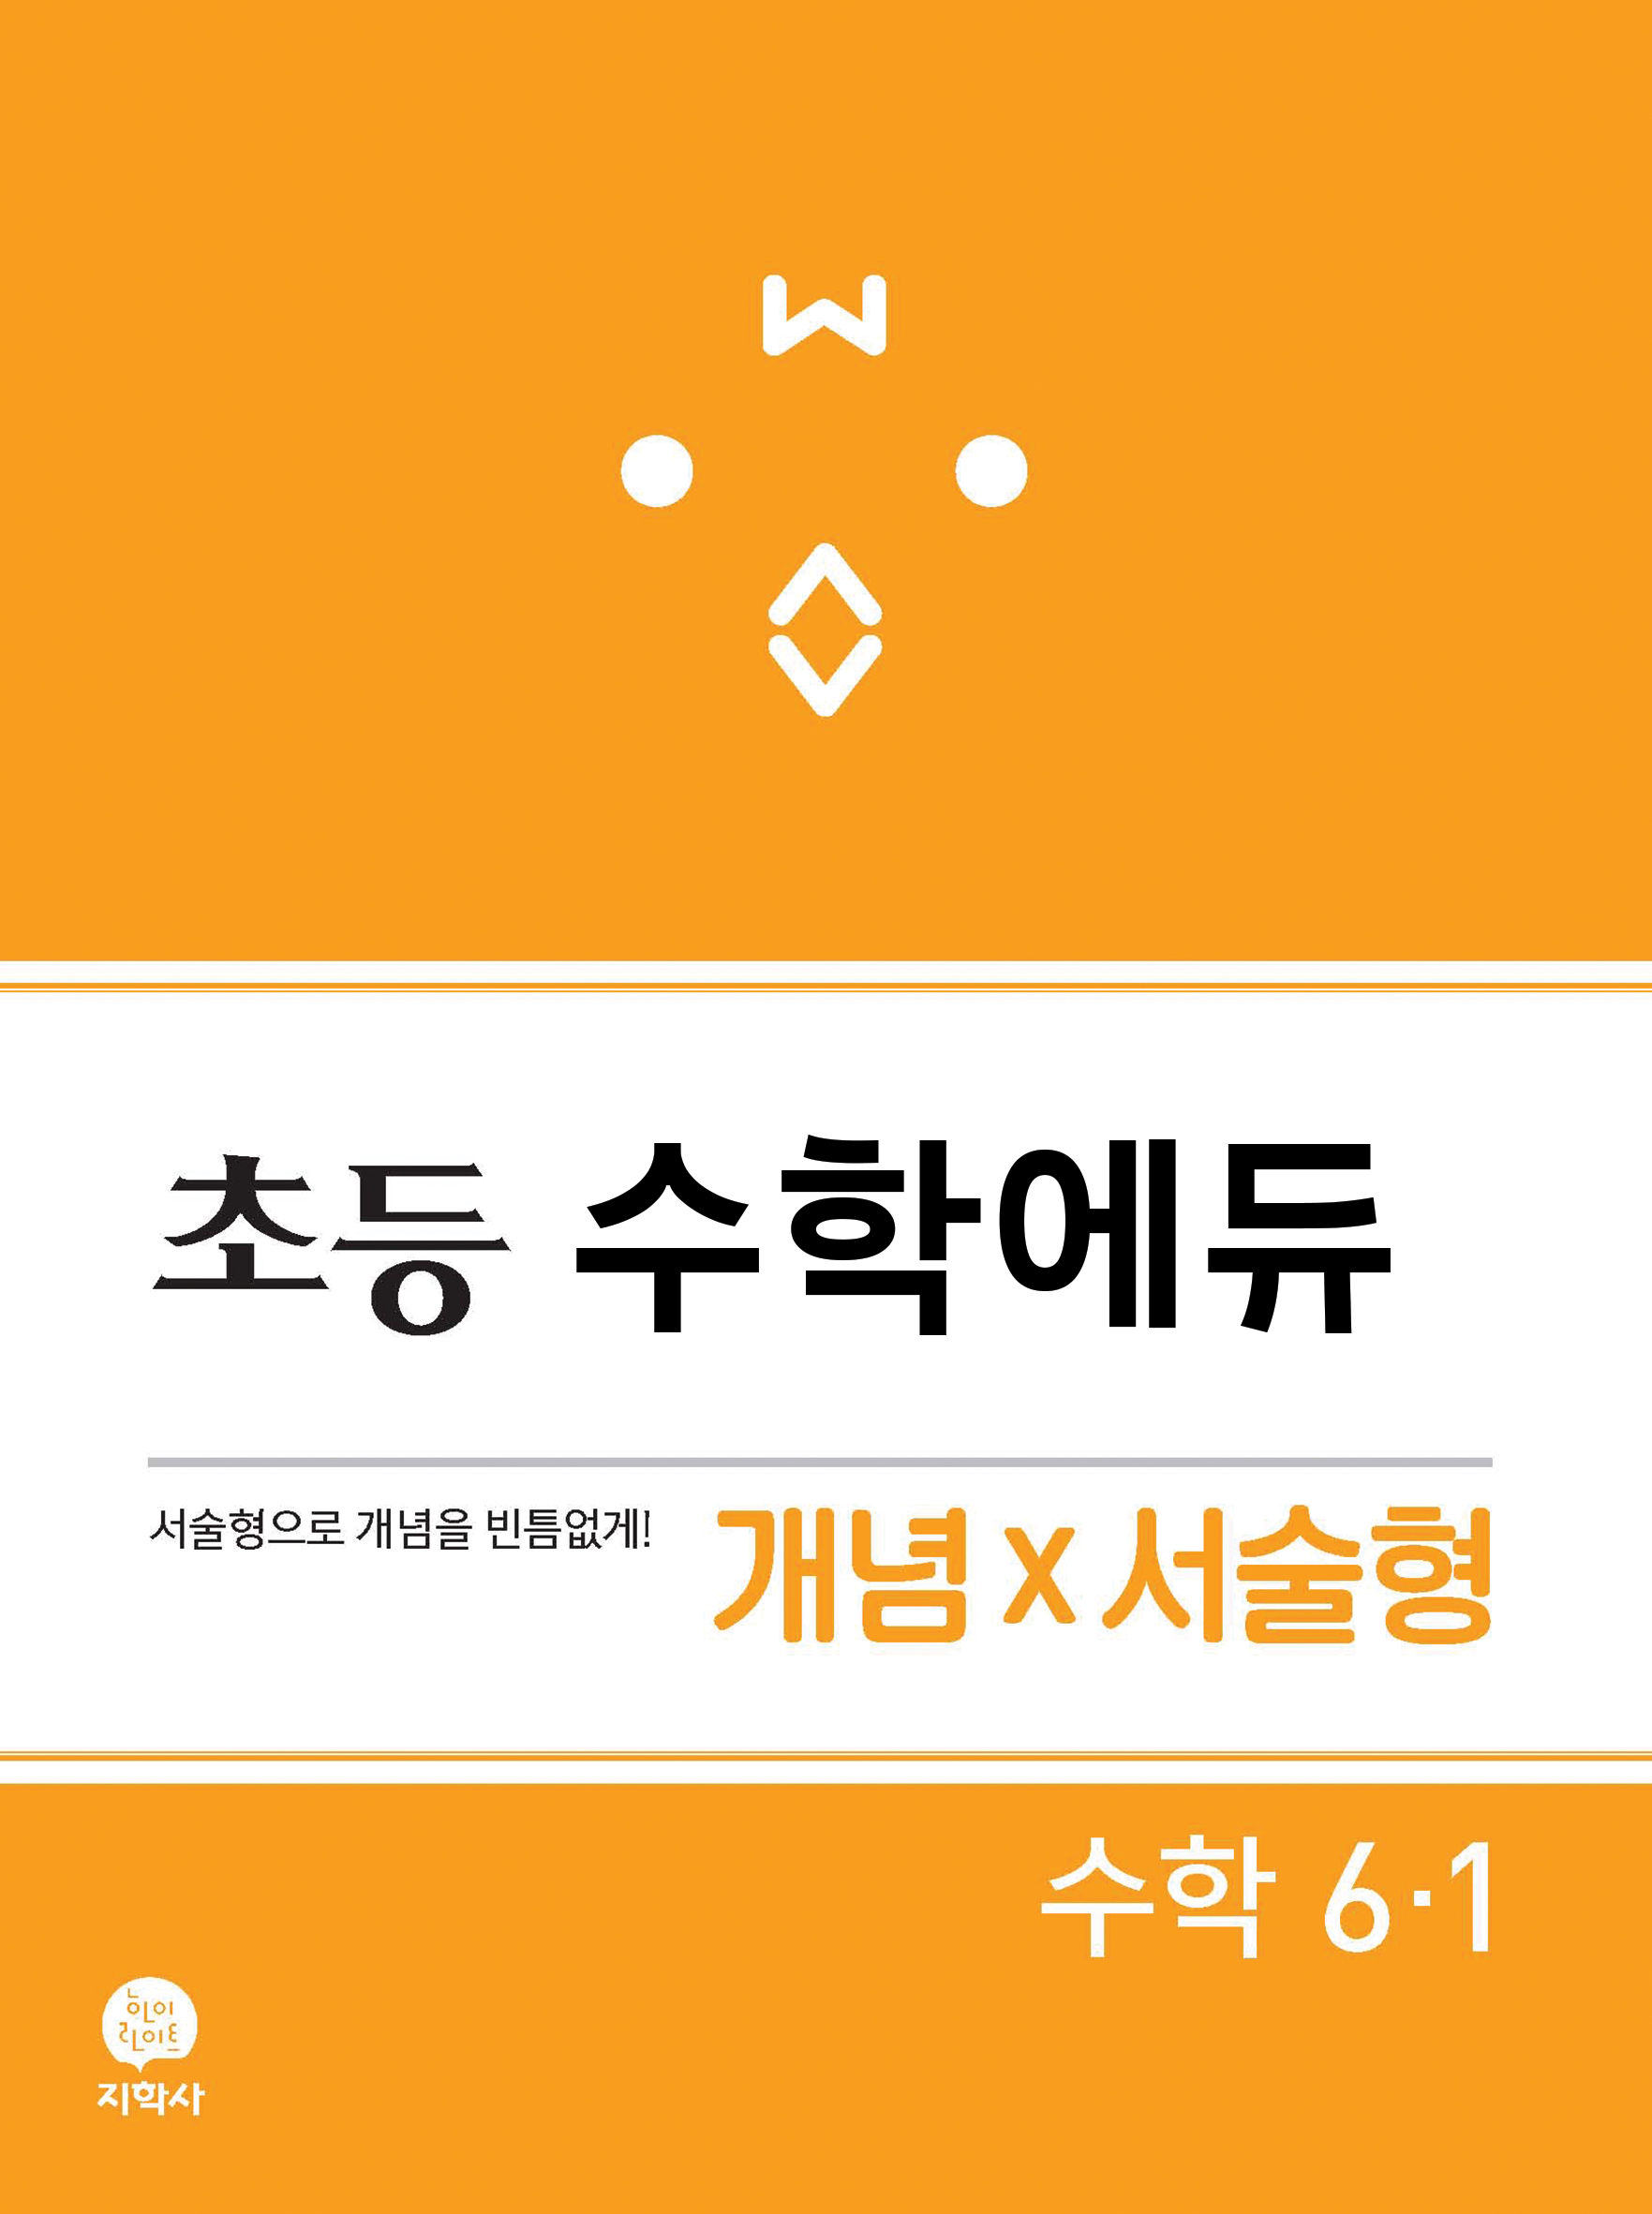 초등 수학에듀
서술형으로 개념을 빈틈없게!
개념 x 서술형
수학 6·1
하이
라이트
지학사